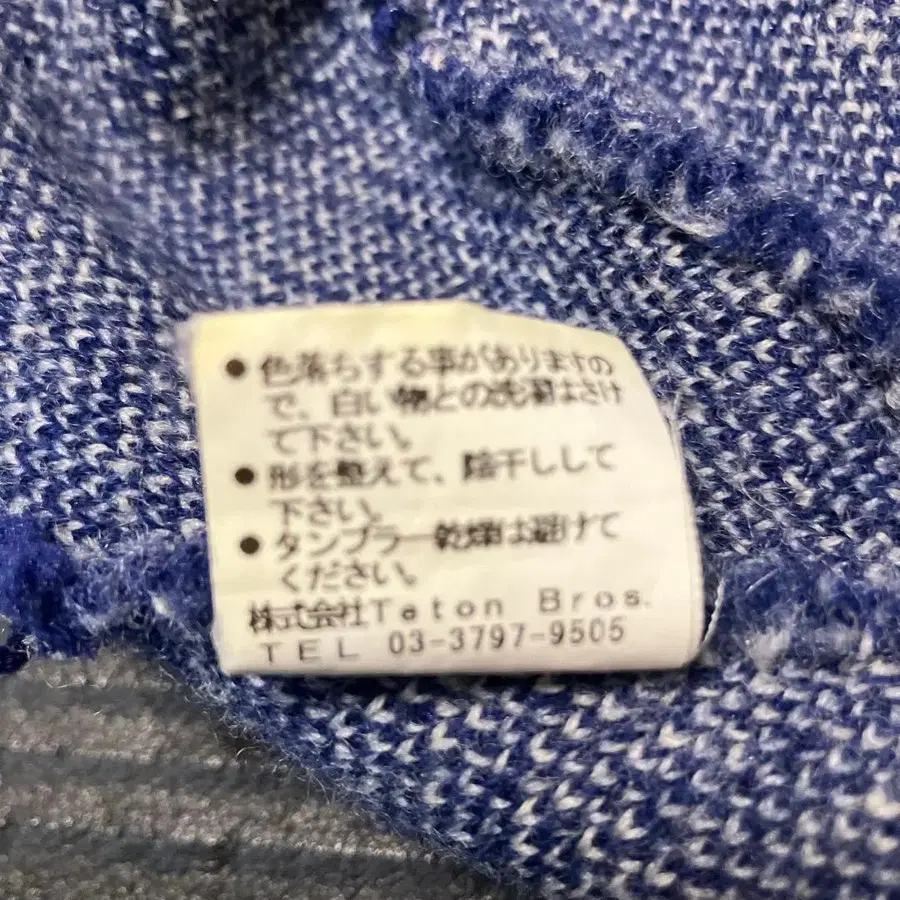 ● 色落ちする事がありますの
で、白い物との洗濯はさけ
て下さい。
● 形を整えて、陰干しして
下さい。
● タンブラー乾燥は避けて
ください。
株式会社Teton Bros.
TEL 03-3797-9505